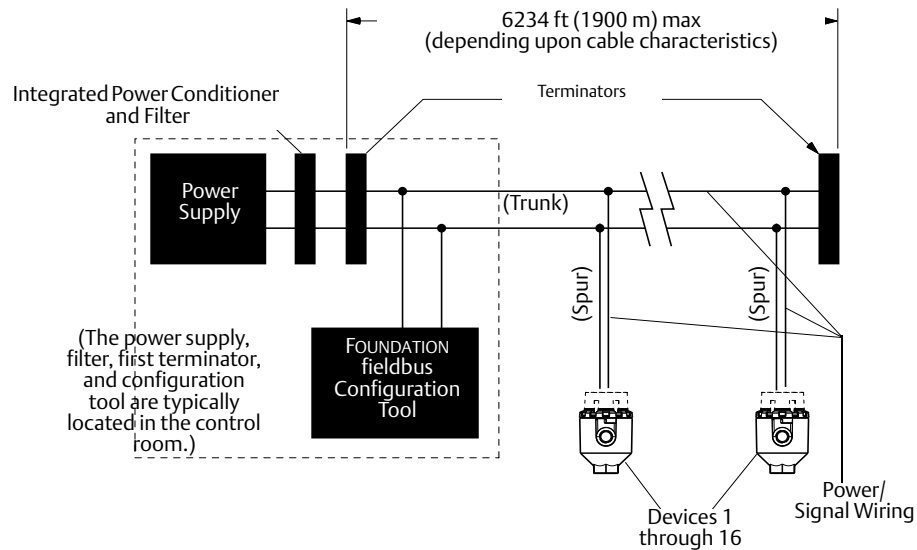 6234 ft (1900 m) max
(depending upon cable characteristics)
Integrated Power Conditioner
and Filter
Terminators
Power
Supply
(Trunk)
(Spur)
(Spur)
(The power supply,
filter, first terminator,
and configuration
tool are typically
located in the control
room.)
FOUNDATION
fieldbus
Configuration
Tool
Power/
Signal Wiring
Devices 1
through 16